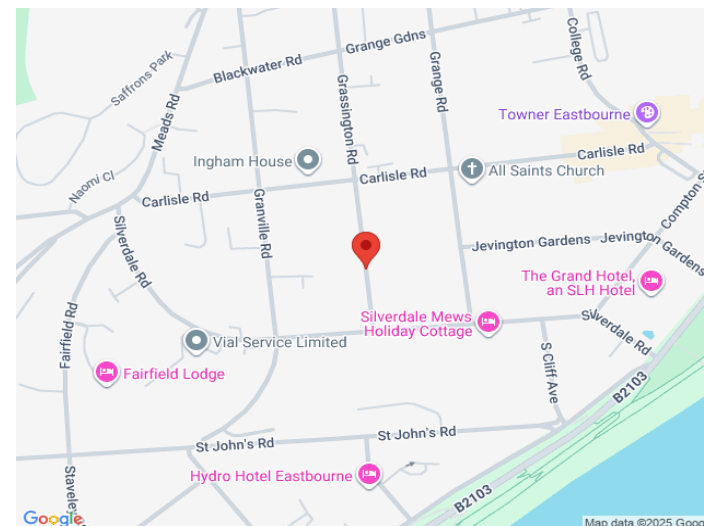 Grange Gdns
College Rd
Saffrons Park
Blackwater Rd
Meads Rd
Grassington Rd
Grange Rd
Towner Eastbourne
Ingham House
Carlisle Rd
Carlisle Rd
All Saints Church
Naomi Cl
Carlisle Rd
Compton S
Silverdale Rd
Granville Rd
Jevington Gardens
Jevington Gardens
The Grand Hotel,
an SLH Hotel
Silverdale Mews
Holiday Cottage
Silverdale Rd
Fairfield Rd
Vial Service Limited
Fairfield Lodge
S Cliff Ave
B2103
St John's Rd
St John's Rd
Hydro Hotel Eastbourne
Staveley
B2103
Google
Map data ©2025 Goog